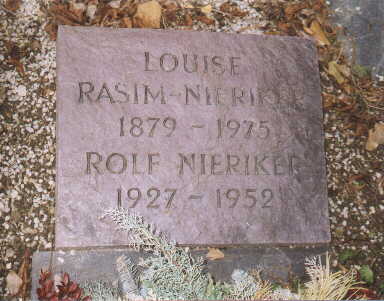 LOUISE
RASIM-NIERIKER
1879 - 1975
ROLF NIERIKER
1927 - 1952